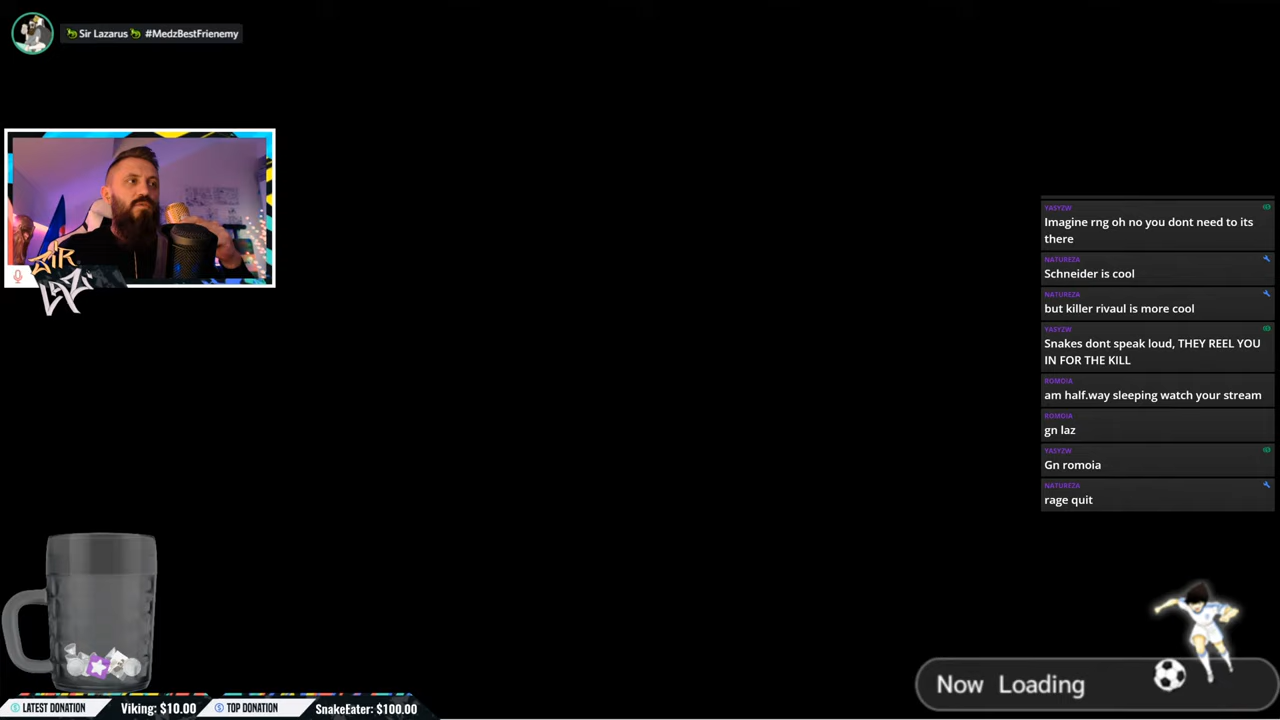 Sir Lazarus #MedzBestFrienemy
SIR
LAZ
YASYZW
Imagine rng oh no you dont need to its
there
NATUREZA
Schneider is cool
NATUREZA
but killer rivaul is more cool
YASYZW
Snakes dont speak loud, THEY REEL YOU
IN FOR THE KILL
ROMOIA
am half.way sleeping watch your stream
ROMOIA
gn laz
YASYZW
Gn romoia
NATUREZA
rage quit
Now Loading
LATEST DONATION Viking: $10.00 TOP DONATION SnakeEater: $100.00